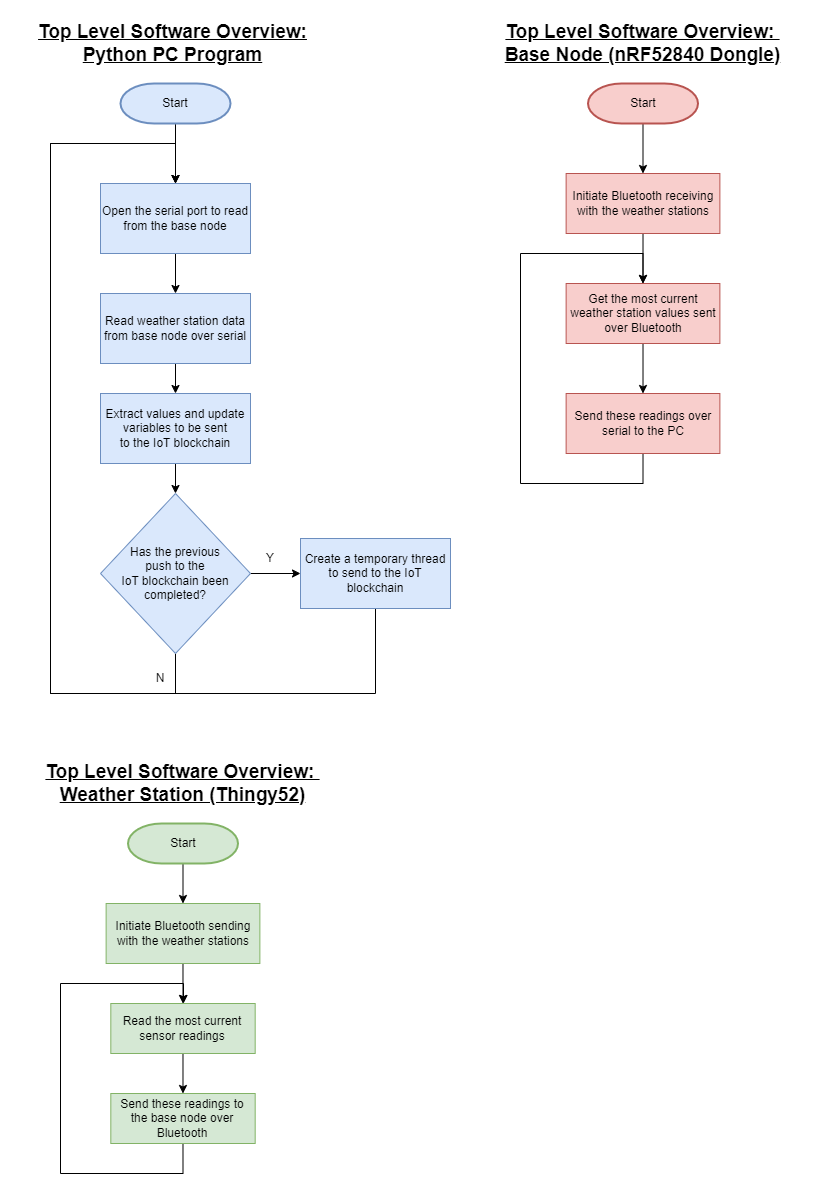 Top Level Software Overview:
Python PC Program
Start
Open the serial port to read
from the base node
Read weather station data
from base node over serial
Extract values and update
variables to be sent
to the IoT blockchain
Has the previous
push to the
IoT blockchain been
completed?
Y
Create a temporary thread
to send to the IoT
blockchain
N
Top Level Software Overview:
Base Node (nRF52840 Dongle)
Start
Initiate Bluetooth receiving
with the weather stations
Get the most current
weather station values sent
over Bluetooth
Send these readings over
serial to the PC
Top Level Software Overview:
Weather Station (Thingy52)
Start
Initiate Bluetooth sending
with the weather stations
Read the most current
sensor readings
Send these readings to
the base node over
Bluetooth